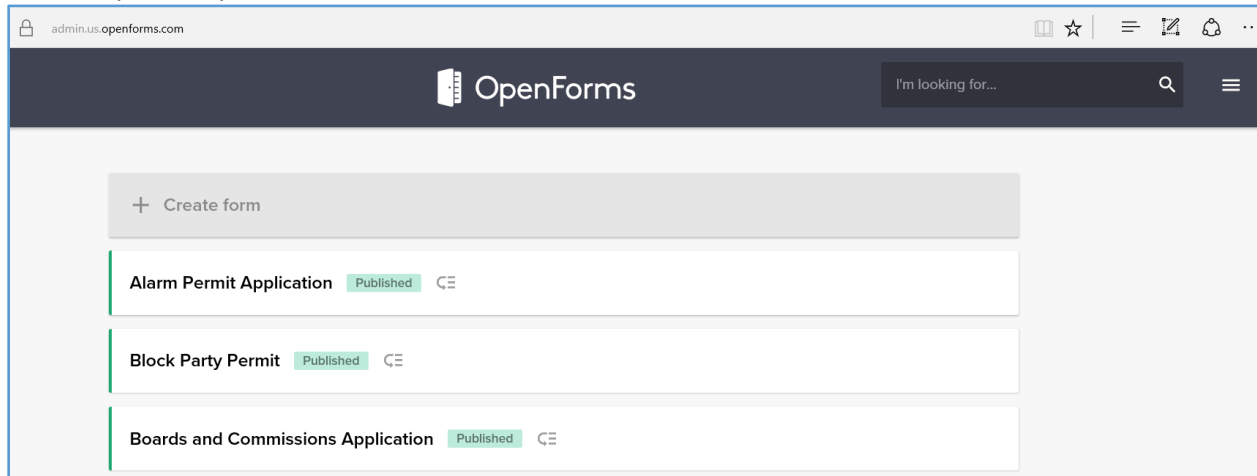 admin.us.openforms.com
OpenForms
I'm looking for...
+ Create form
Alarm Permit Application Published
Block Party Permit Published
Boards and Commissions Application Published